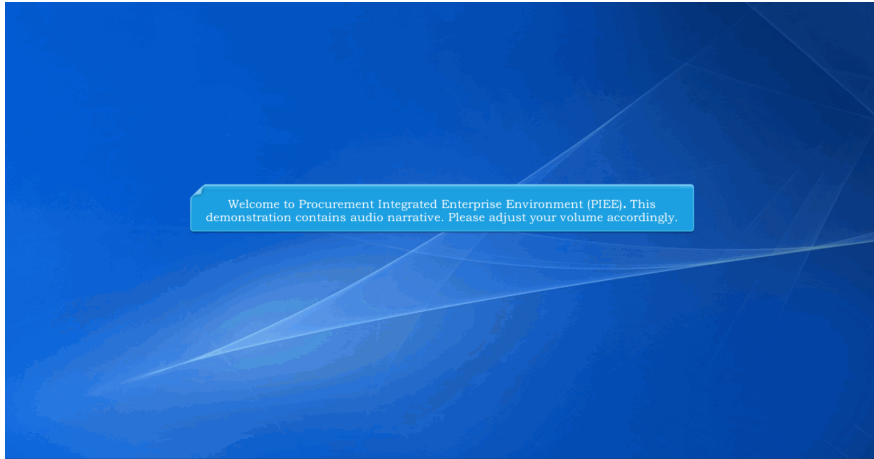 Welcome to Procurement Integrated Enterprise Environment (PIEE). This
demonstration contains audio narrative. Please adjust your volume accordingly.